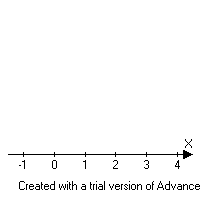 X
-1 0 1 2 3 4
Created with a trial version of Advance